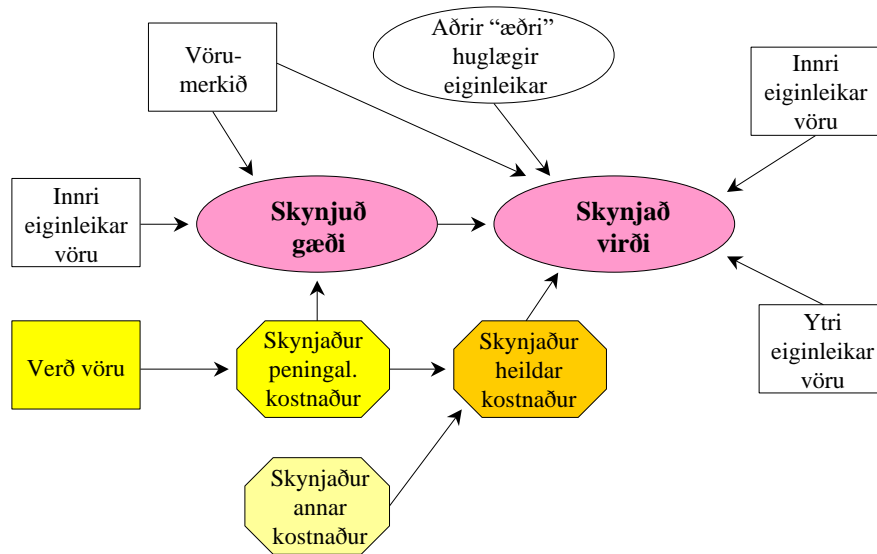 Vöru-
merkið
Aðrir “æðri”
huglægir
eiginleikar
Innri
eiginleikar
vöru
Innri
eiginleikar
vöru
Skynjuð
gæði
Skynjað
virði
Verð vöru
Skynjaður
peningal.
kostnaður
Skynjaður
heildar
kostnaður
Ytri
eiginleikar
vöru
Skynjaður
annar
kostnaður